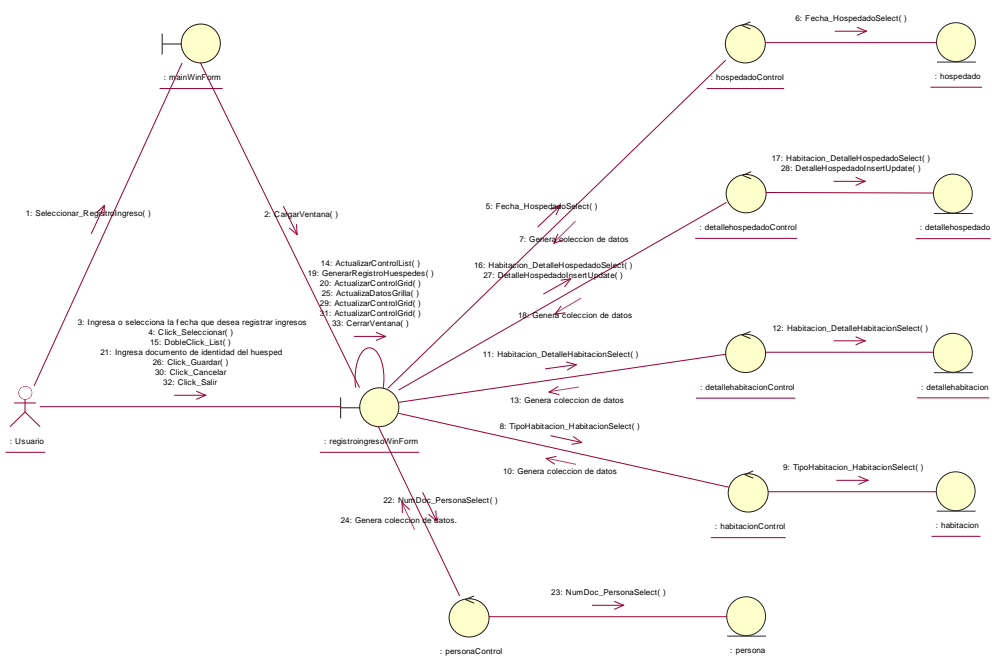 6: Fecha_HospedadoSelect( )
: mainWinForm
: hospedadoControl
: hospedado
17: Habitacion_DetalleHospedadoSelect( )
28: DetalleHospedadoInsertUpdate( )
1: Seleccionar_RegistroIngreso( )
2: CargarVentana( )
5: Fecha_HospedadoSelect( )
: detallehospedadoControl
: detallehospedado
7: Genera coleccion de datos
14: ActualizarControlList( )
19: GenerarRegistroHuespedes( )
20: ActualizarControlGrid( )
25: ActualizaDatosGrilla( )
29: ActualizarControlGrid( )
31: ActualizarControlGrid( )
33: CerrarVentana( )
16: Habitacion_DetalleHospedadoSelect( )
27: DetalleHospedadoInsertUpdate( )
18: Genera coleccion de datos
3: Ingresa o selecciona la fecha que desea registrar ingresos
4: Click_Seleccionar( )
15: DobleClick_List( )
21: Ingresa documento de identidad del huesped
26: Click_Guardar( )
30: Click_Cancelar
32: Click_Salir
12: Habitacion_DetalleHabitacionSelect( )
11: Habitacion_DetalleHabitacionSelect( )
: detallehabitacionControl
: detallehabitacion
13: Genera coleccion de datos
: Usuario
: registroingresoWinForm
8: TipoHabitacion_HabitacionSelect( )
10: Genera coleccion de datos
9: TipoHabitacion_HabitacionSelect( )
22: NumDoc_PersonaSelect( )
24: Genera coleccion de datos.
: habitacionControl
: habitacion
23: NumDoc_PersonaSelect( )
: personaControl
: persona